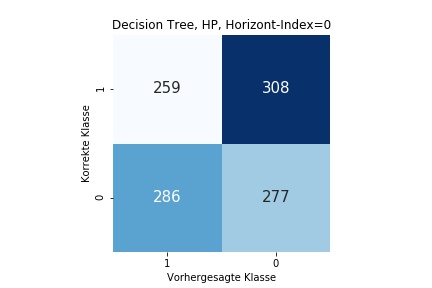 Decision Tree, HP, Horizont-Index=0
Korrekte Klasse
1
259
308
0
286
277
1
0
Vorhergesagte Klasse